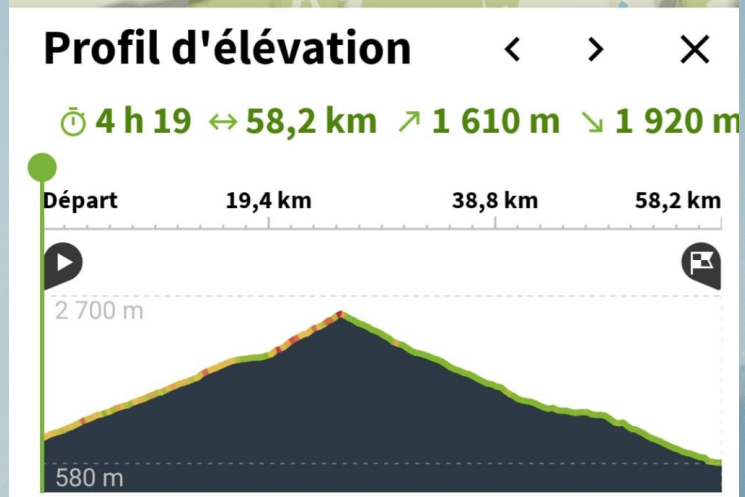 Profil d'élévation
4 h 19 58,2 km 1 610 m 1 920 m
Départ 19,4 km 38,8 km 58,2 km
2 700 m
580 m